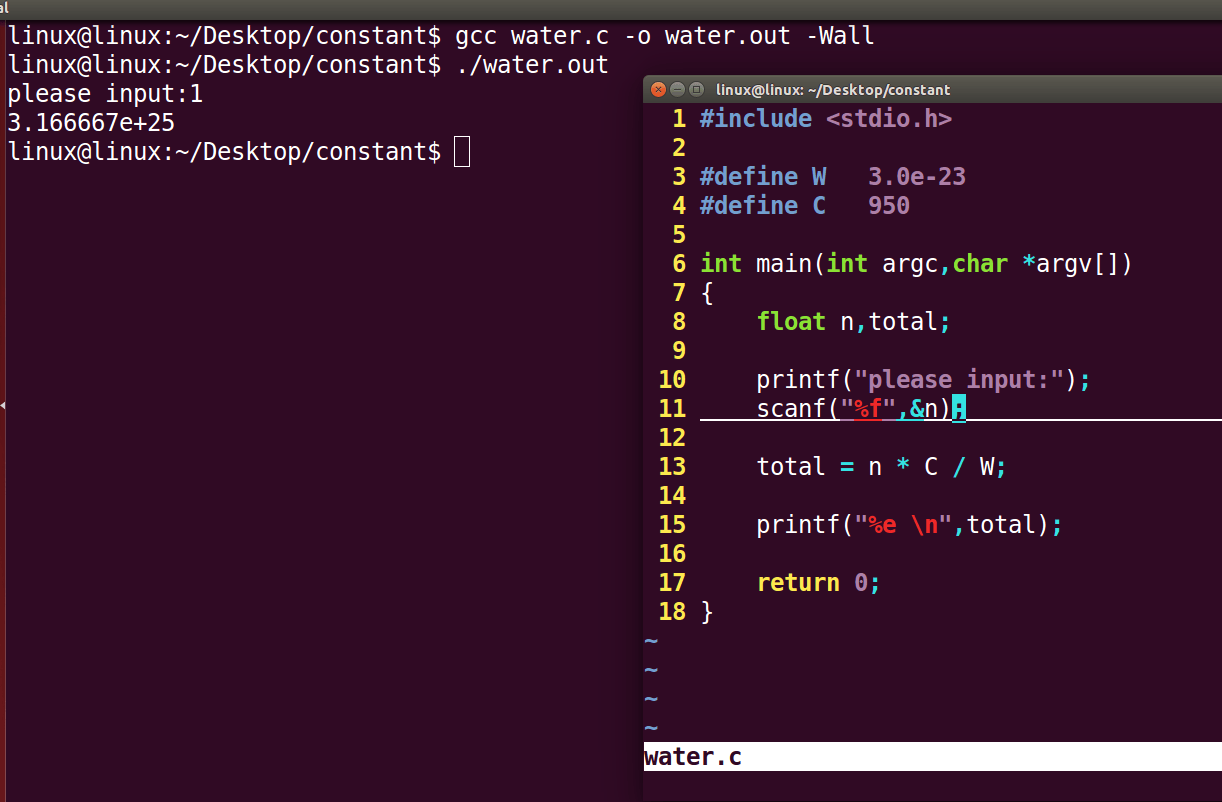 al
linux@linux:~/Desktop/constant$ gcc water.c -o water.out -Wall
linux@linux:~/Desktop/constant$ ./water.out
please input:1
3.166667e+25
linux@linux:~/Desktop/constant$
linux@linux: ~/Desktop/constant
1 #include <stdio.h>
2
3 #define W   3.0e-23
4 #define C   950
5
6 int main(int argc,char *argv[])
7 {
8     float n,total;
9
10     printf("please input:");
11     scanf("%f",&n);
12
13     total = n * C / W;
14
15     printf("%e \n",total);
16
17     return 0;
18 }
~
~
~
~
water.c